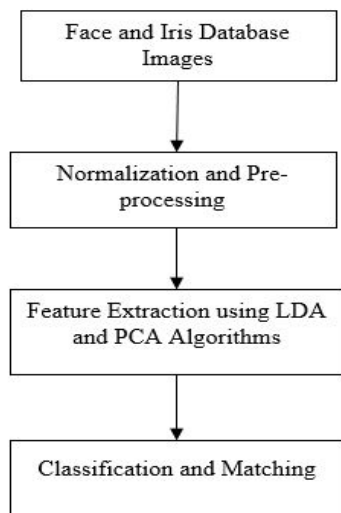 Face and Iris Database
Images
Normalization and Pre-
processing
Feature Extraction using LDA
and PCA Algorithms
Classification and Matching